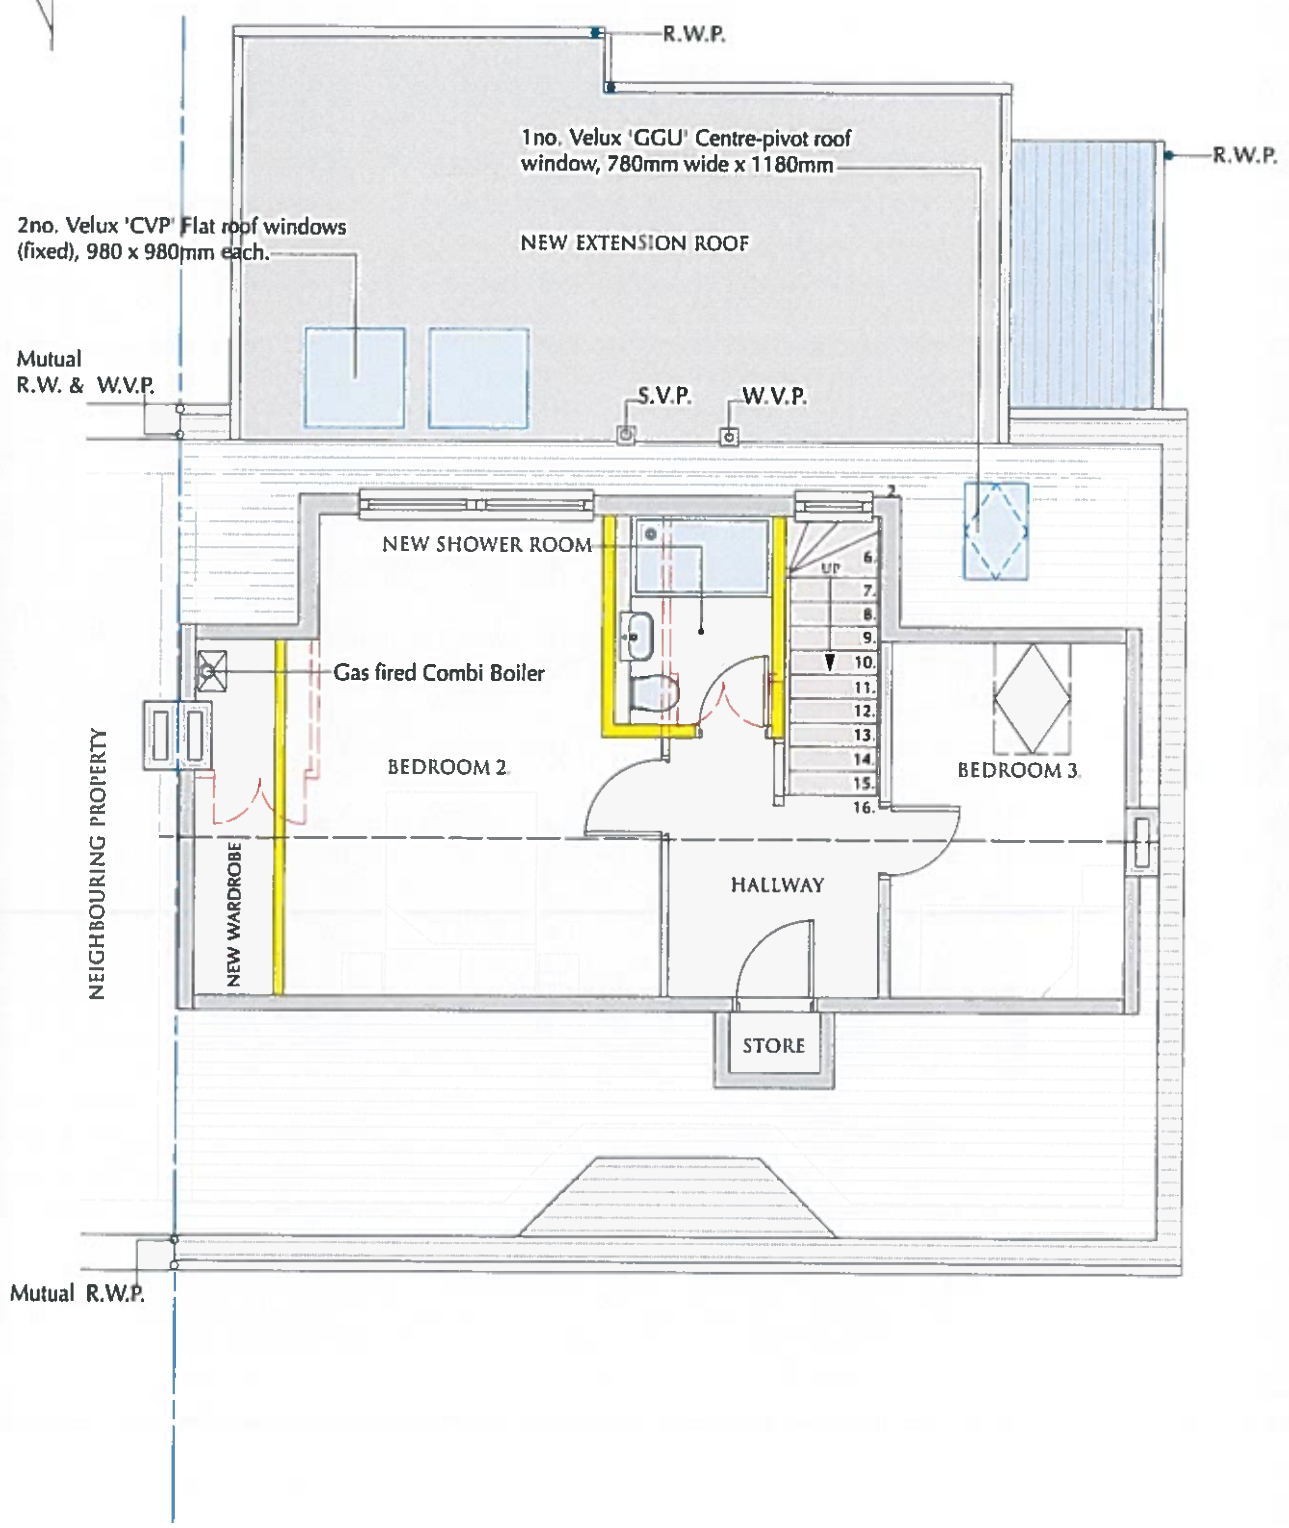 R.W.P.
1no. Velux 'GGU' Centre-pivot roof
window, 780mm wide x 1180mm
R.W.P.
2no. Velux 'CVP' Flat roof windows
(fixed), 980 x 980mm each.
NEW EXTENSION ROOF
Mutual
R.W. & W.V.P.
S.V.P.
W.V.P.
2
NEW SHOWER ROOM
UP
6.
7.
8.
9.
10.
11.
12.
13.
14.
15.
16.
Gas fired Combi Boiler
BEDROOM 2.
BEDROOM 3.
NEIGHBOURING PROPERTY
NEW WARDROBE
HALLWAY
STORE
Mutual R.W.P.